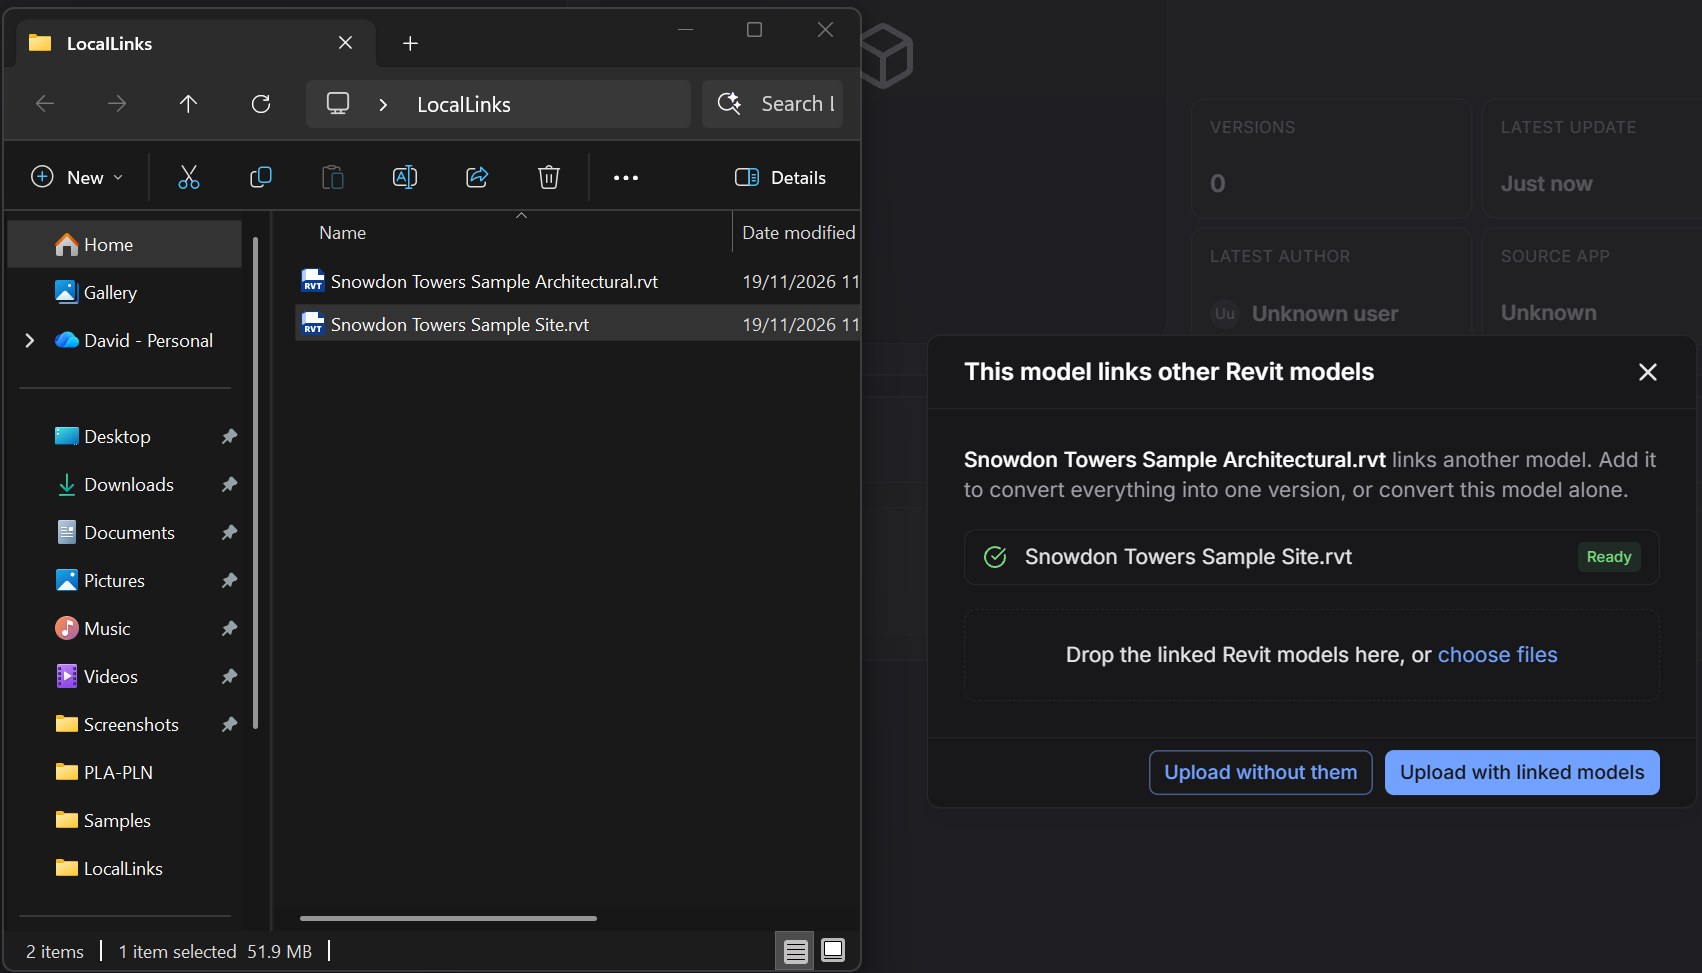 LocalLinks
LocalLinks
Search
New
Details
Name
Date modified
Home
Gallery
David - Personal
Desktop
Downloads
Documents
Pictures
Music
Videos
Screenshots
PLA-PLN
Samples
LocalLinks
RVT Snowdon Towers Sample Architectural.rvt 19/11/2026 11
RVT Snowdon Towers Sample Site.rvt 19/11/2026 11
2 items
1 item selected 51.9 MB
VERSIONS
0
LATEST UPDATE
Just now
LATEST AUTHOR
Uu Unknown user
SOURCE APP
Unknown
This model links other Revit models
Snowdon Towers Sample Architectural.rvt links another model. Add it
to convert everything into one version, or convert this model alone.
Snowdon Towers Sample Site.rvt
Ready
Drop the linked Revit models here, or choose files
Upload without them
Upload with linked models